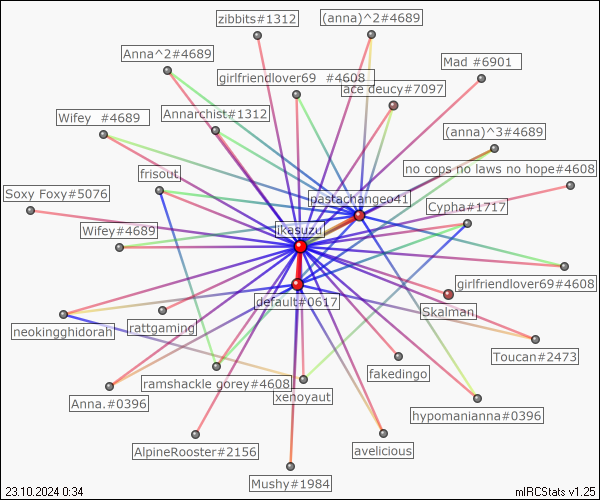 zibbits#1312
(anna)^2#4689
Anna^2#4689
Mad #6901
girlfriendlover69 #4608
ace deucy#7097
Wifey #4689
Annarchist#1312
(anna)^3#4689
no cops no laws no hope#4608
frisout
Soxy Foxy#5076
pastachangeo41
Cypha#1717
ikasuzu
Wifey#4689
girlfriendlover69#4608
default#0617
Skalman
neokingghidorah
rattgaming
Toucan#2473
fakedingo
ramshackle gorey#4608
xenoyaut
Anna.#0396
hypomanianna#0396
AlpineRooster#2156
avelicious
Mushy#1984
23.10.2024 0:34
mIRCStats v1.25